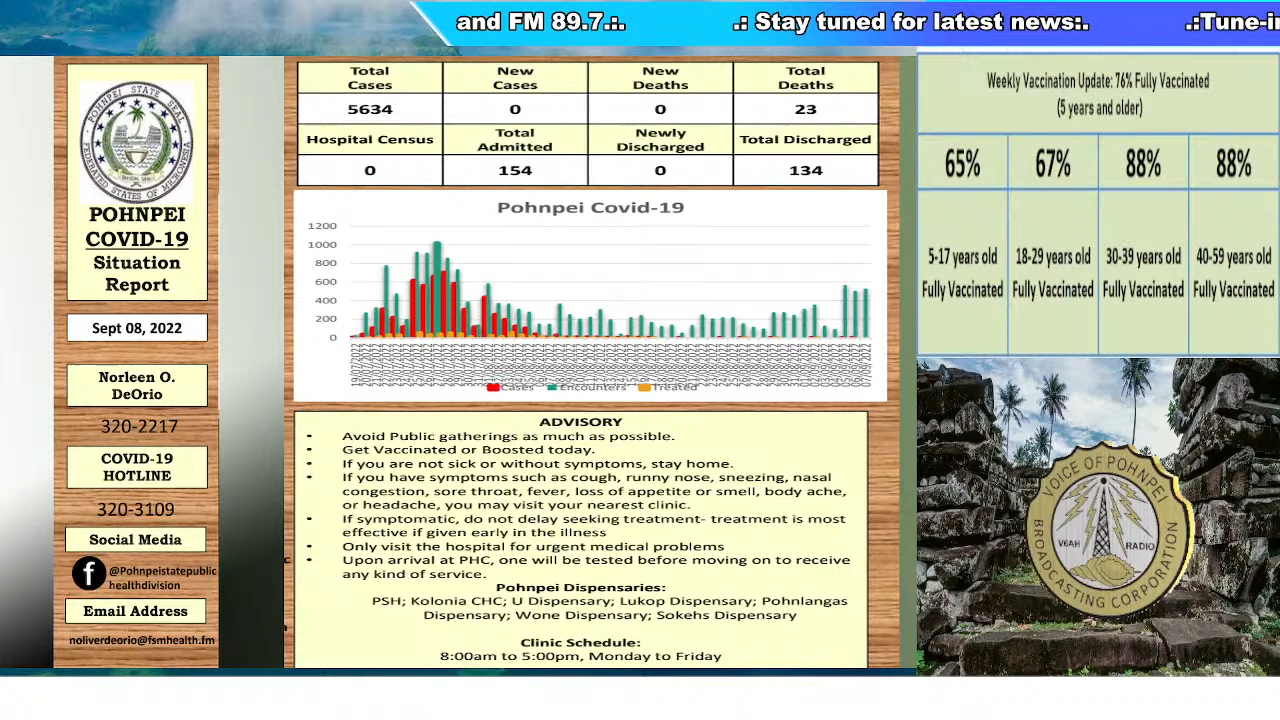 and FM 89.7.:.
.: Stay tuned for latest news:.
.:Tune-in
POHNPEI STATE SEAL
FEDERATED STATES OF MICRONESIA
POHNPEI
COVID-19
Situation
Report
Sept 08, 2022
Norleen O.
DeOrio
320-2217
COVID-19
HOTLINE
320-3109
Social Media
@Pohnpeistatepublic
healthdivision
Email Address
noliverdeorio@fsmhealth.fm
Total Cases
New Cases
New Deaths
Total Deaths
5634
0
0
23
Hospital Census
Total Admitted
Newly Discharged
Total Discharged
0
154
0
134
Pohnpei Covid-19
1200
1000
800
600
400
200
0
Cases
Encounters
Treated
ADVISORY
• Avoid Public gatherings as much as possible.
• Get Vaccinated or Boosted today.
• If you are not sick or without symptoms, stay home.
• If you have symptoms such as cough, runny nose, sneezing, nasal
congestion, sore throat, fever, loss of appetite or smell, body ache,
or headache, you may visit your nearest clinic.
• If symptomatic, do not delay seeking treatment- treatment is most
effective if given early in the illness
• Only visit the hospital for urgent medical problems
• Upon arrival at PHC, one will be tested before moving on to receive
any kind of service.
Pohnpei Dispensaries:
PSH; Kolonia CHC; U Dispensary; Lukop Dispensary; Pohnlangas
Dispensary; Wone Dispensary; Sokehs Dispensary
Clinic Schedule:
8:00am to 5:00pm, Monday to Friday
Weekly Vaccination Update: 76% Fully Vaccinated
(5 years and older)
65%
67%
88%
88%
5-17 years old
Fully Vaccinated
18-29 years old
Fully Vaccinated
30-39 years old
Fully Vaccinated
40-59 years old
Fully Vaccinated
VOICE OF POHNPEI
V6AH RADIO
BROADCASTING CORPORATION